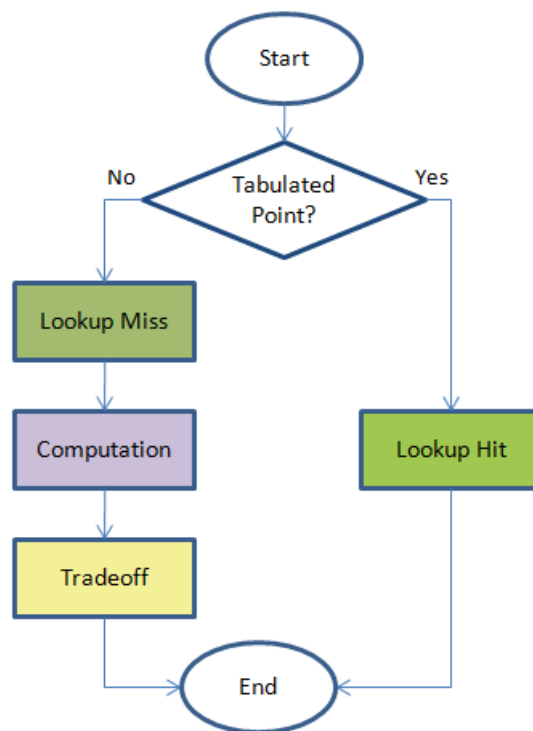 Start
Tabulated
Point?
No
Yes
Lookup Miss
Computation
Lookup Hit
Tradeoff
End